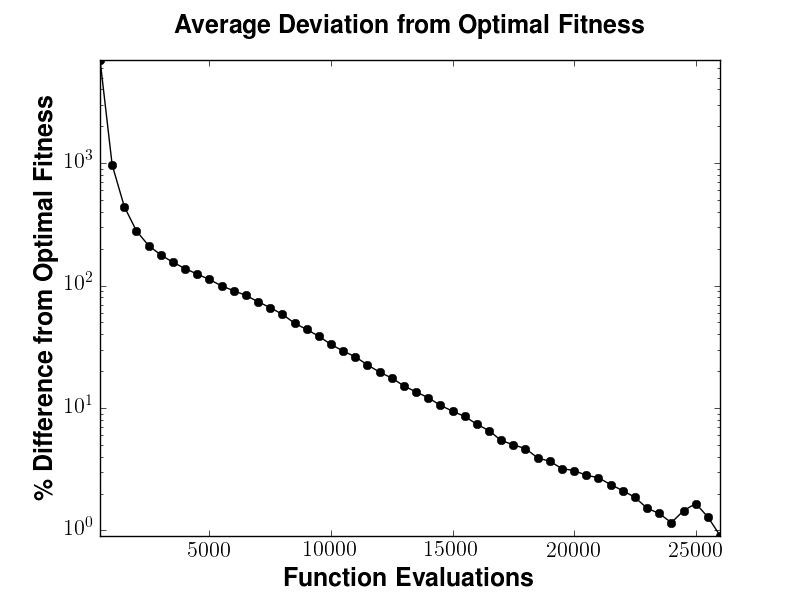 Average Deviation from Optimal Fitness
% Difference from Optimal Fitness
10³
10²
10¹
10⁰
5000 10000 15000 20000 25000
Function Evaluations